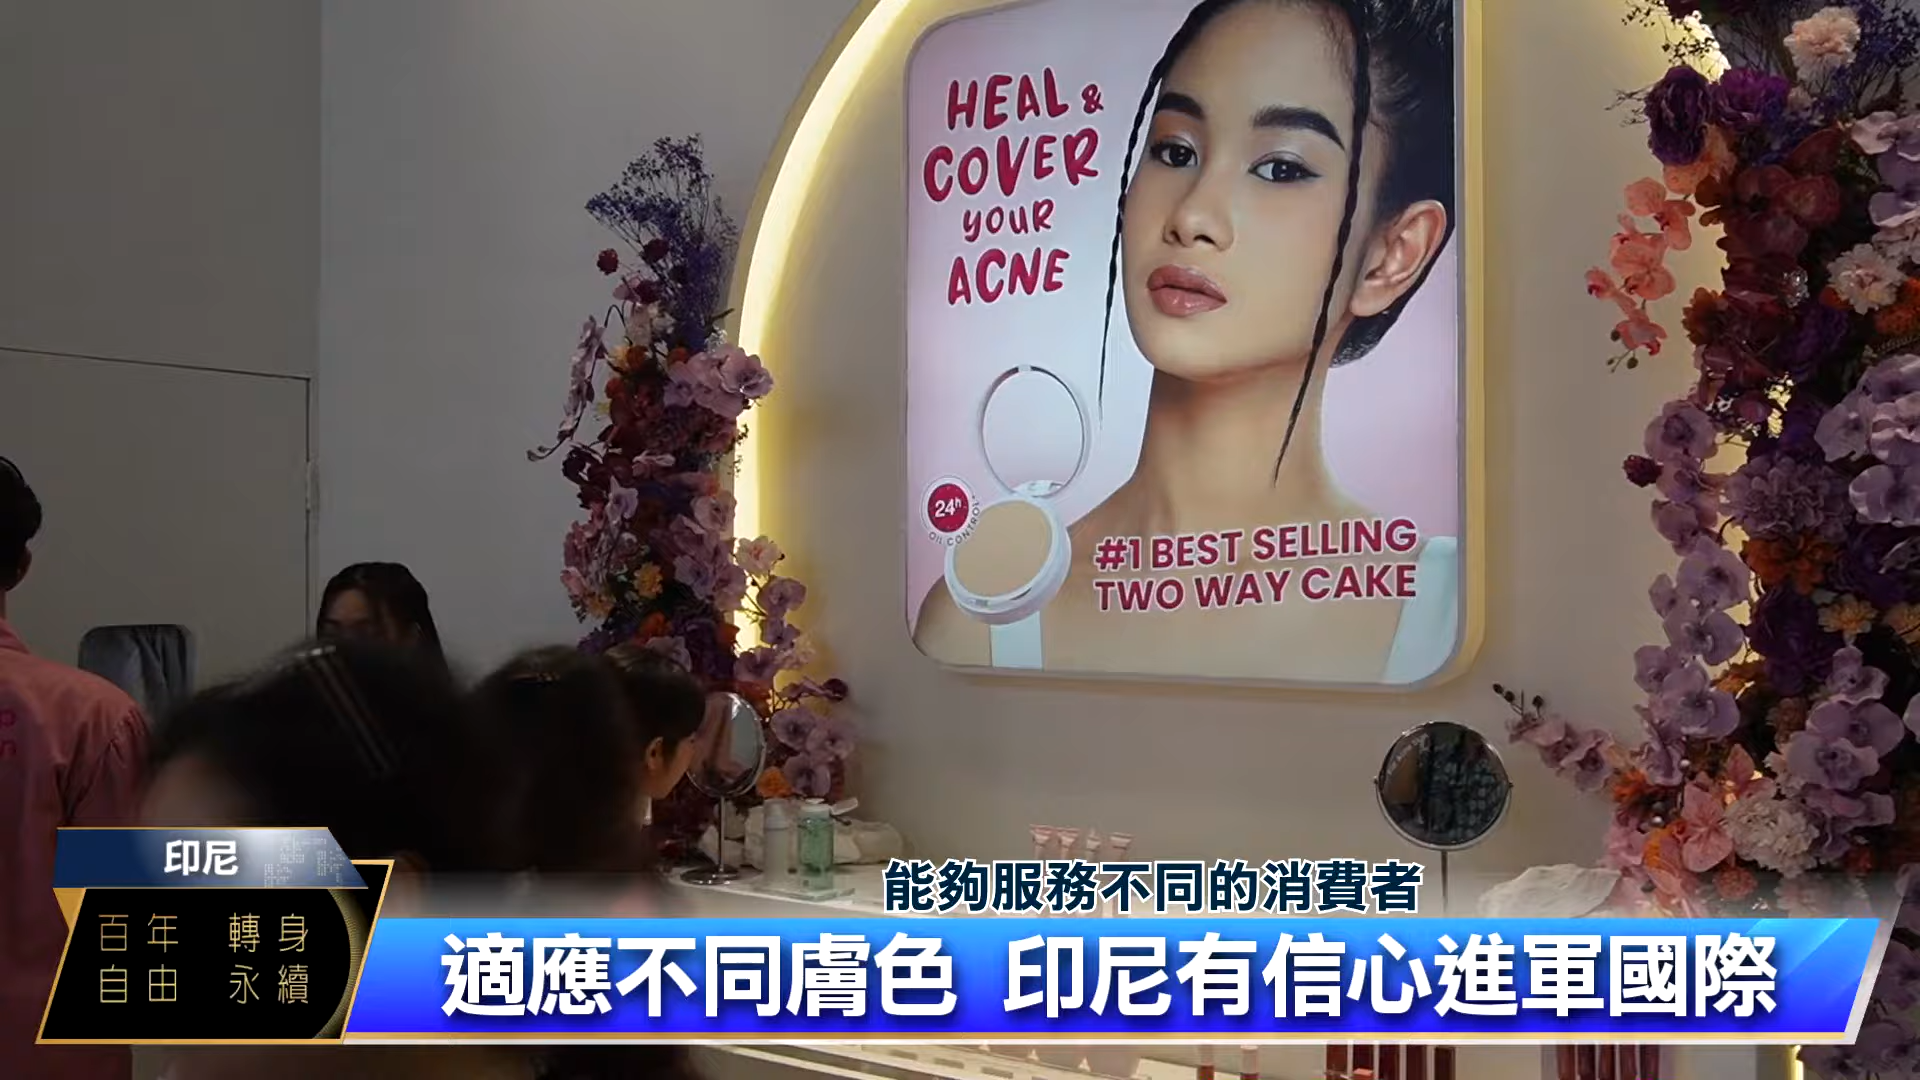 HEAL &
COVER
YOUR
ACNE
24h
OIL CONTROL
#1 BEST SELLING
TWO WAY CAKE
印尼
百年 轉身
自由 永續
能夠服務不同的消費者
適應不同膚色 印尼有信心進軍國際